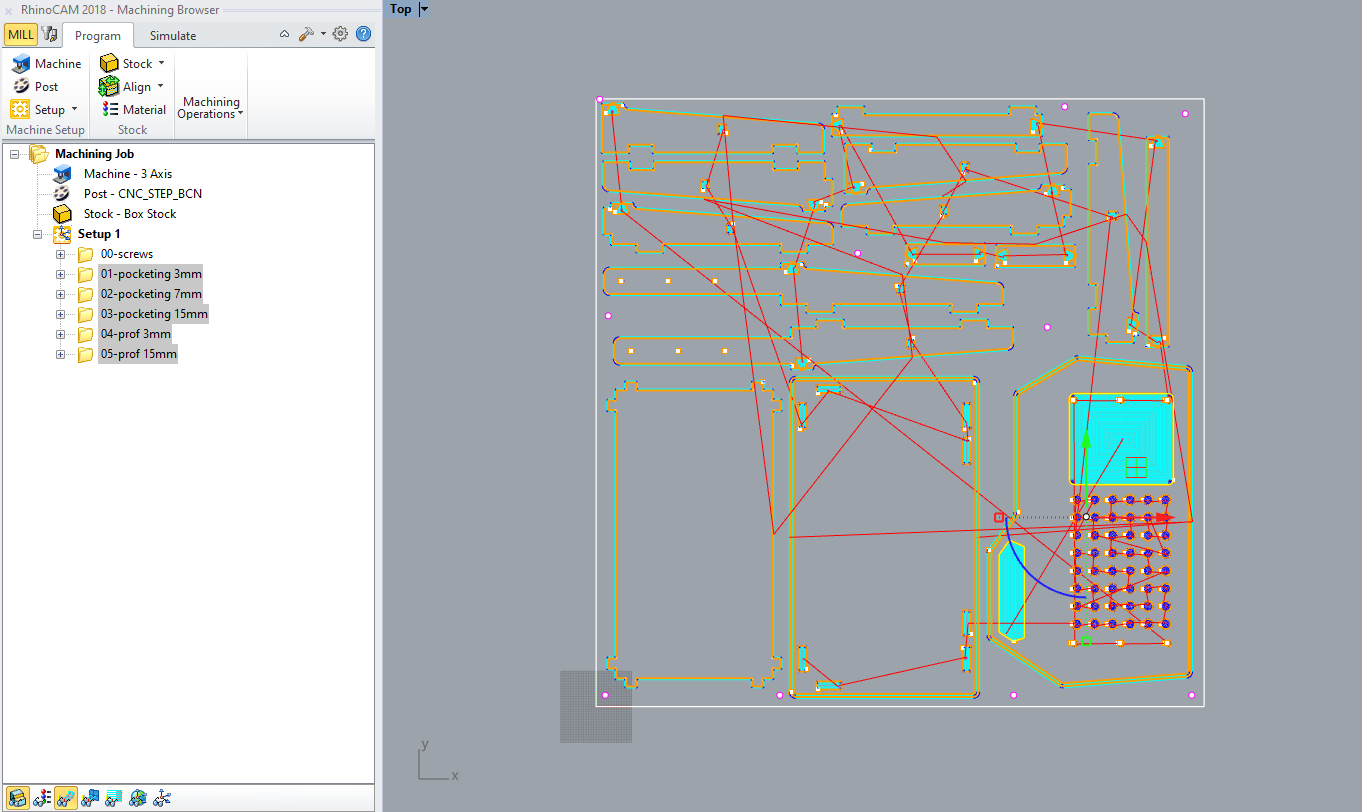 RhinoCAM 2018 - Machining Browser
Top
MILL
Program
Simulate
Machine
Stock
Post
Align
Setup
Material
Machining
Operations
Machine Setup
Stock
Machining Job
Machine - 3 Axis
Post - CNC_STEP_BCN
Stock - Box Stock
Setup 1
00-screws
01-pocketing 3mm
02-pocketing 7mm
03-pocketing 15mm
04-prof 3mm
05-prof 15mm
y
x